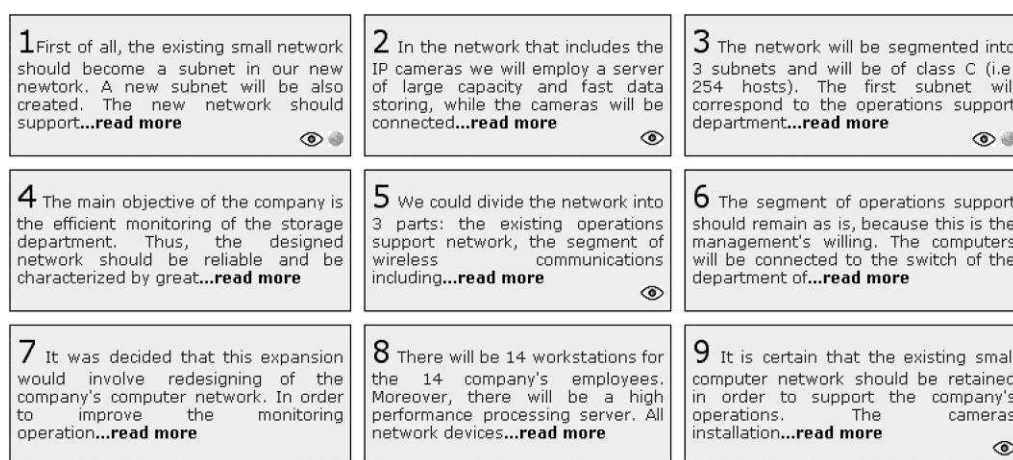 1 First of all, the existing small network
should become a subnet in our new
newtork. A new subnet will be also
created. The new network should
support...read more
2 In the network that includes the
IP cameras we will employ a server
of large capacity and fast data
storing, while the cameras will be
connected...read more
3 The network will be segmented into
3 subnets and will be of class C (i.e
254 hosts). The first subnet wil
correspond to the operations support
department...read more
4 The main objective of the company is
the efficient monitoring of the storage
department. Thus, the designed
network should be reliable and be
characterized by great...read more
5 We could divide the network into
3 parts: the existing operations
support network, the segment of
wireless communications
including...read more
6 The segment of operations support
should remain as is, because this is the
management's willing. The computers
will be connected to the switch of the
department of...read more
7 It was decided that this expansion
would involve redesigning of the
company's computer network. In order
to improve the monitoring
operation...read more
8 There will be 14 workstations for
the 14 company's employees.
Moreover, there will be a high
performance processing server. All
network devices...read more
9 It is certain that the existing smal
computer network should be retained
in order to support the company's
operations. The cameras
installation...read more